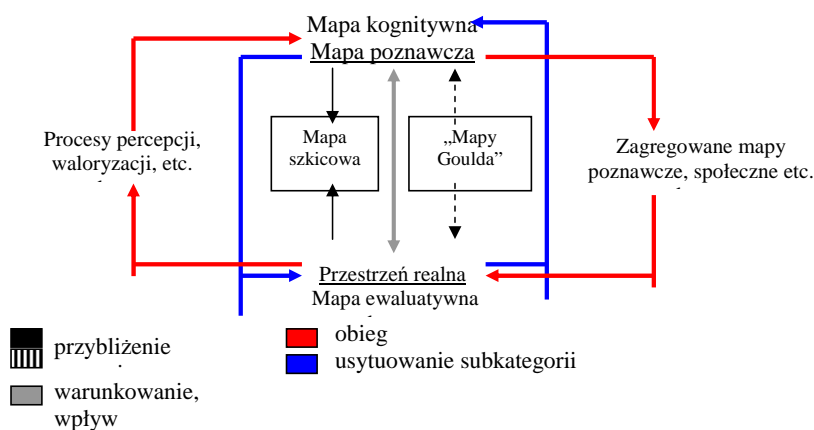 Mapa kognitywna
Mapa poznawcza
Procesy percepcji,
waloryzacji, etc.
Mapa
szkicowa
„Mapy
Goulda”
Zagregowane mapy
poznawcze, społeczne etc.
Przestrzeń realna
Mapa ewaluatywna
przybliżenie
warunkowanie,
wpływ
obieg
usytuowanie subkategorii